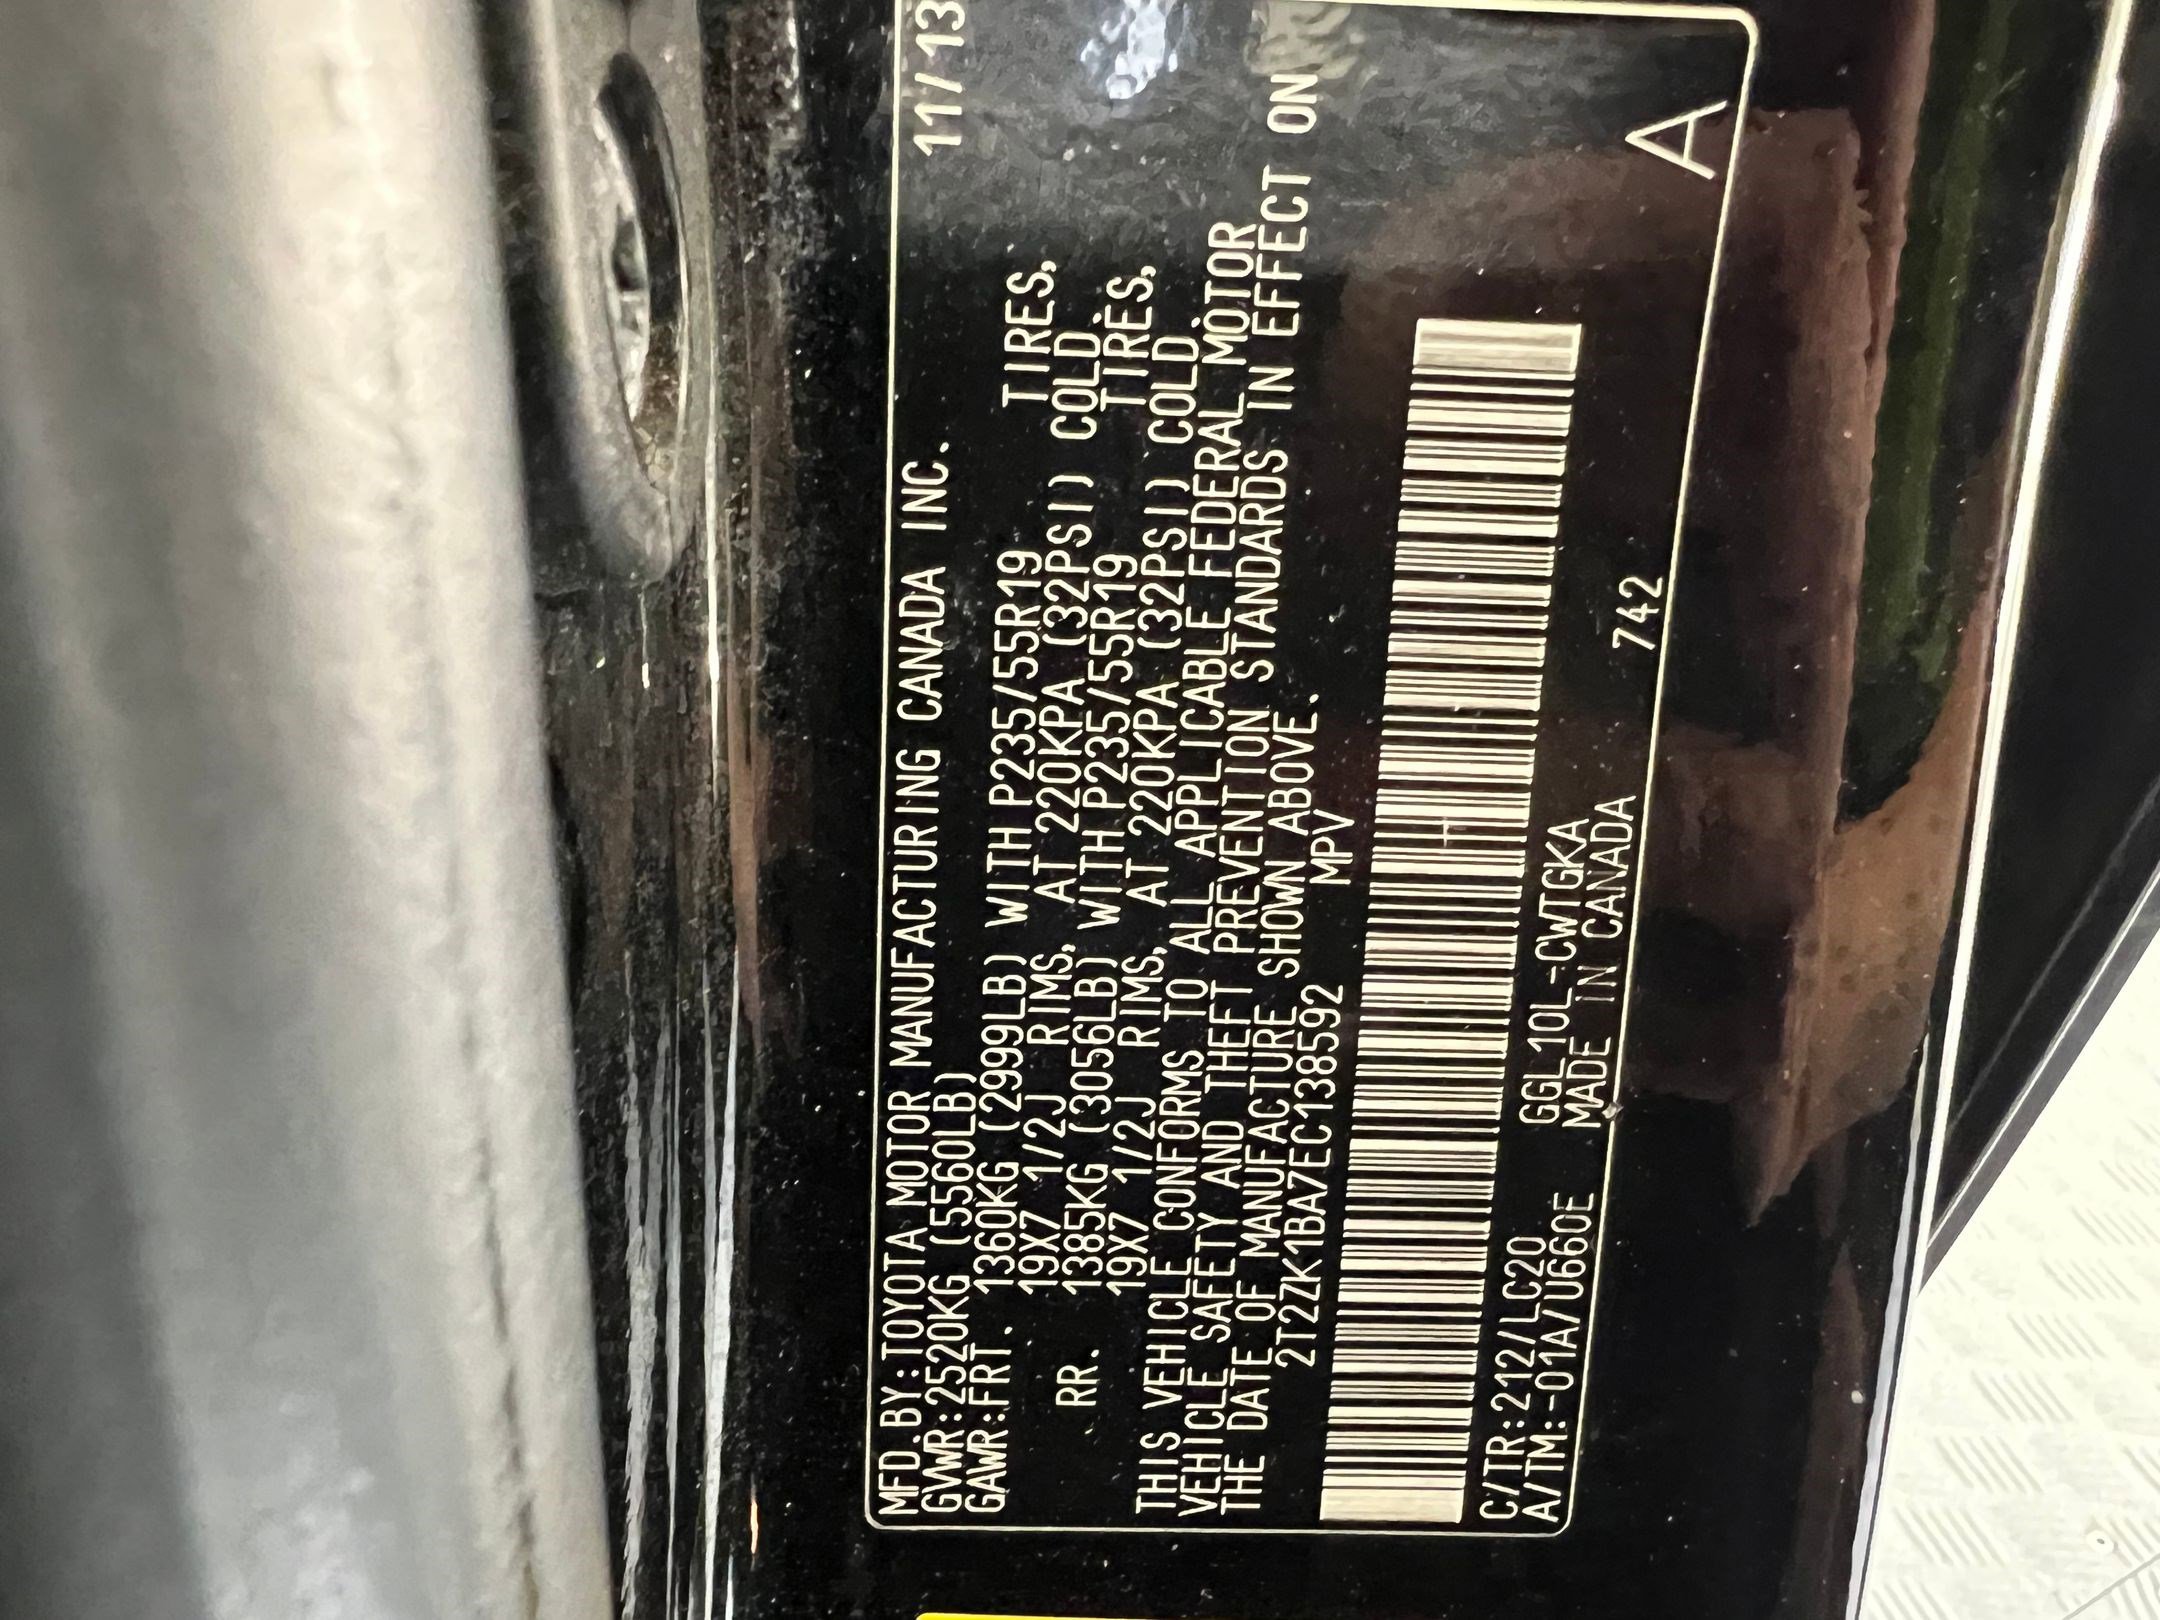 MFD.BY:TOYOTA MOTOR MANUFACTURING CANADA INC. 11/13
GVWR:2520KG (5560LB)
GAWR:FRT. 1360KG (2999LB) WITH P235/55R19 TIRES,
19X7 1/2J RIMS, AT 220KPA (32PSI) COLD
RR. 1385KG (3056LB) WITH P235/55R19 TIRES,
19X7 1/2J RIMS, AT 220KPA (32PSI) COLD
THIS VEHICLE CONFORMS TO ALL APPLICABLE FEDERAL MOTOR
VEHICLE SAFETY AND THEFT PREVENTION STANDARDS IN EFFECT ON
THE DATE OF MANUFACTURE SHOWN ABOVE.
2T2ZK1BA7EC138592 MPV
C/TR:212/LC20 GGL10L-CWTGKA
A/TM:-01A/U660E MADE IN CANADA 742
A